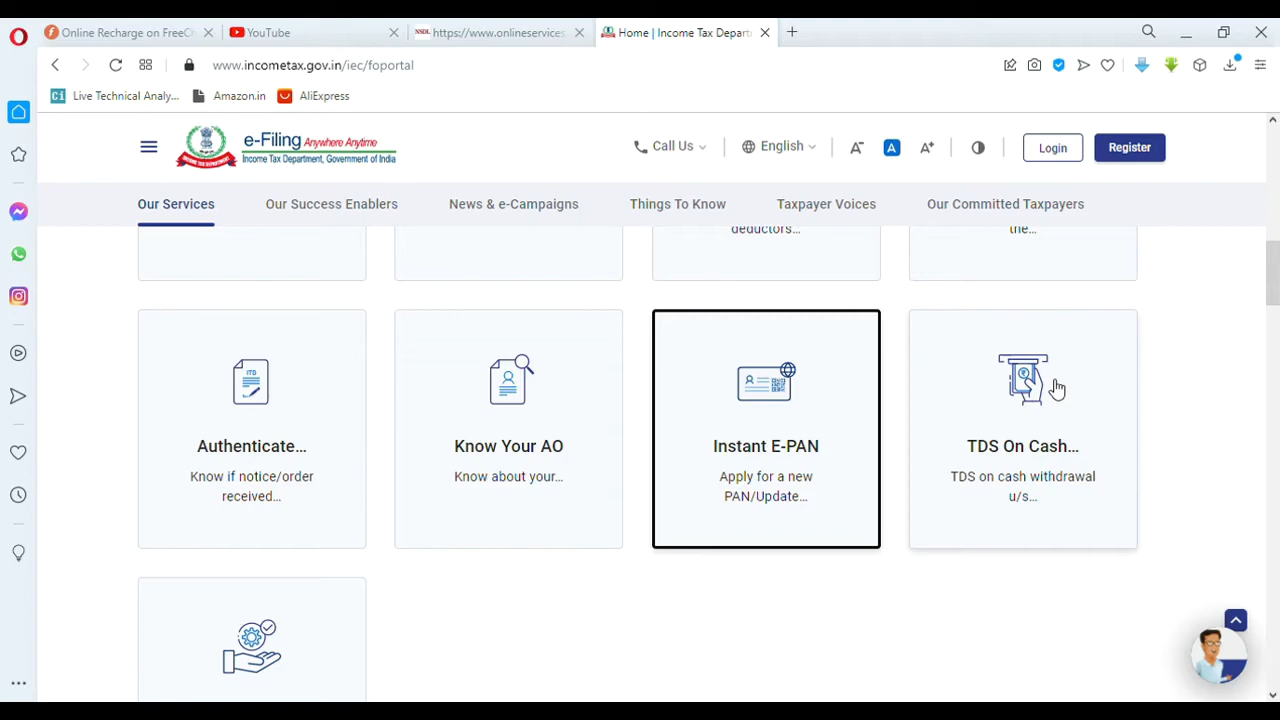 Online Recharge on FreeCh
YouTube
NSDL https://www.onlineservices
Home | Income Tax Depart
www.incometax.gov.in/iec/foportal
Ci Live Technical Analy...
Amazon.in
AliExpress
e-Filing Anywhere Anytime
Income Tax Department, Government of India
Call Us
English
A-
A
A+
Login
Register
Our Services
Our Success Enablers
News & e-Campaigns
Things To Know
Taxpayer Voices
Our Committed Taxpayers
deductors...
the...
ITD
Authenticate...
Know if notice/order
received...
Know Your AO
Know about your...
Instant E-PAN
Apply for a new
PAN/Update...
TDS On Cash...
TDS on cash withdrawal
u/s...